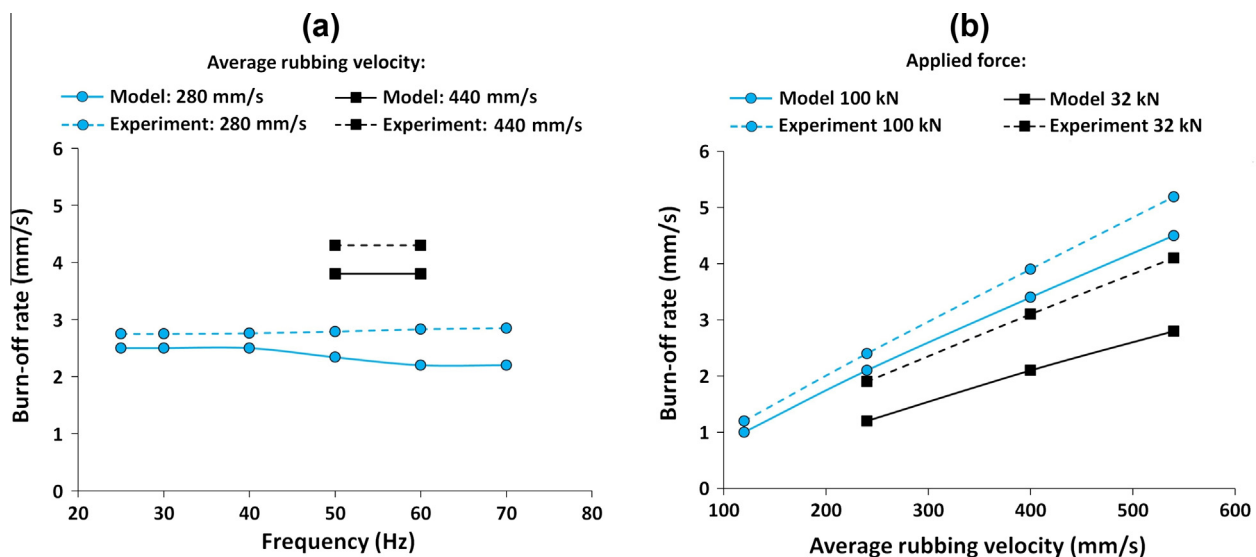 (a)
Average rubbing velocity:
Model: 280 mm/s
Model: 440 mm/s
Experiment: 280 mm/s
Experiment: 440 mm/s
6
5
4
3
2
1
0
Burn-off rate (mm/s)
20 30 40 50 60 70 80
Frequency (Hz)
(b)
Applied force:
Model 100 kN
Model 32 kN
Experiment 100 kN
Experiment 32 kN
6
5
4
3
2
1
0
Burn-off rate (mm/s)
100 200 300 400 500 600
Average rubbing velocity (mm/s)